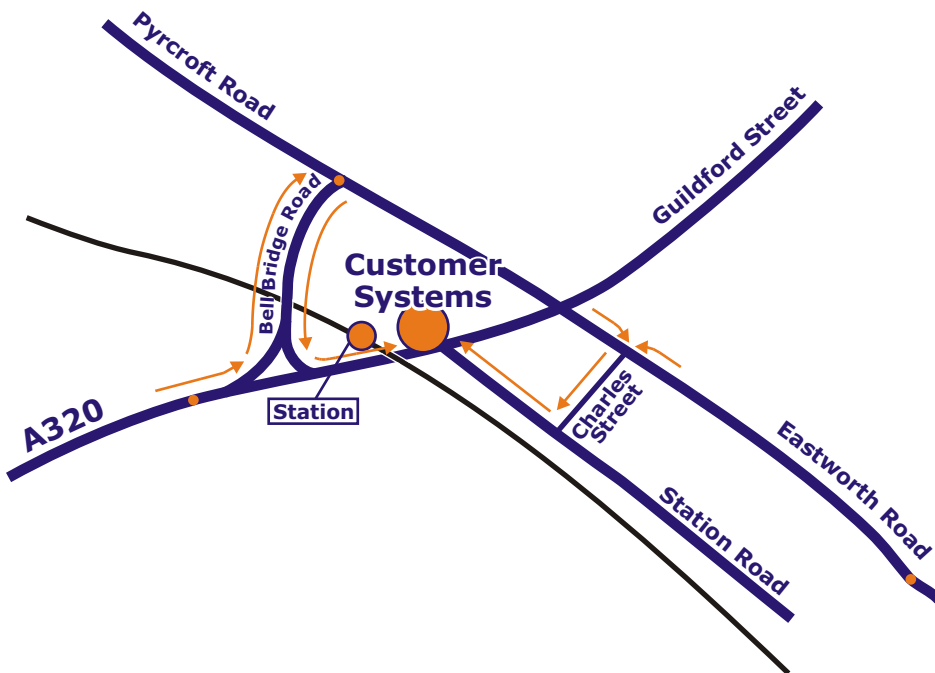 Pyrcroft Road
Guildford Street
Bell Bridge Road
Customer
Systems
A320
Station
Charles
Street
Eastworth Road
Station Road